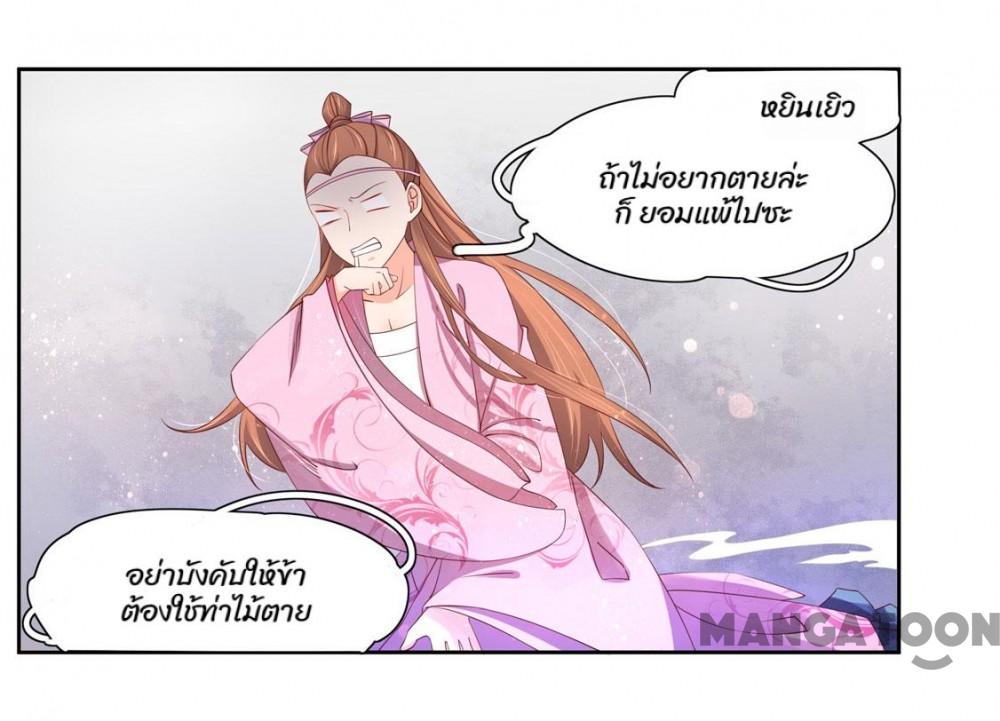 หยินเยิว
ถ้าไม่อยากตายล่ะ
ก็ ยอมแพ้ไปซะ
อย่าบังคับให้ข้า
ต้องใช้ท่าไม้ตาย
MANGATOON